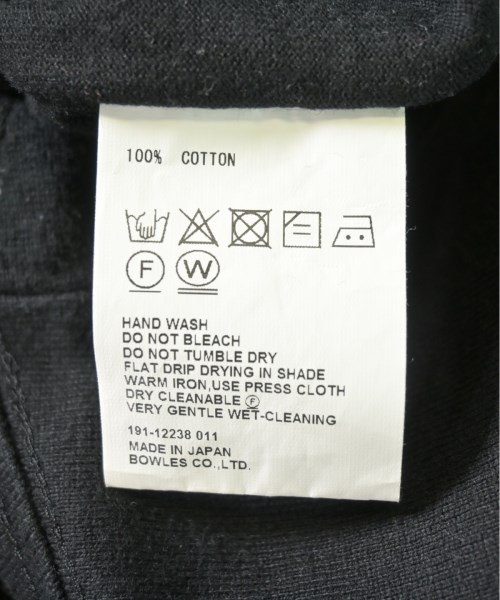 100% COTTON
F W
HAND WASH
DO NOT BLEACH
DO NOT TUMBLE DRY
FLAT DRIP DRYING IN SHADE
WARM IRON,USE PRESS CLOTH
DRY CLEANABLE Ⓕ
VERY GENTLE WET-CLEANING
191-12238 011
MADE IN JAPAN
BOWLES CO.,LTD.